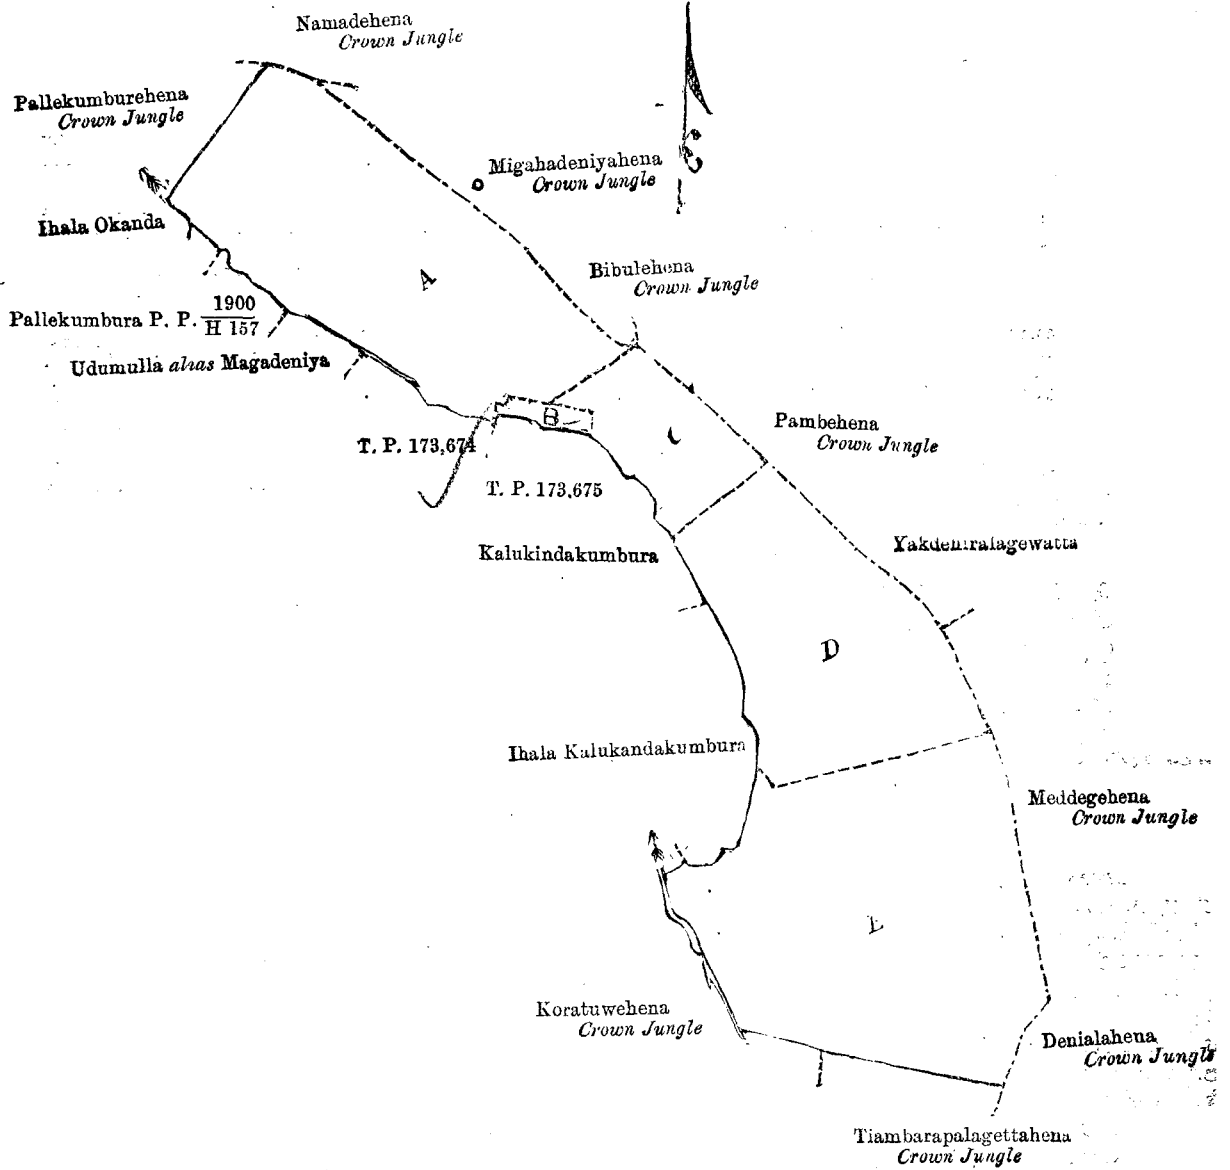 Namadehena
Crown Jungle
Pallekumburehena
Crown Jungle
Migahadeniyahena
Crown Jungle
Ihala Okanda
A
Bibulehena
Crown Jungle
Pallekumbura P. P. 1900
H 157
Udumulla alias Magadeniya
B
C
Pambehena
Crown Jungle
T. P. 173,674
T. P. 173,675
Kalukindakumbura
D
Ihala Kalukandakumbura
Meddegehena
Crown Jungle
E
Koratuwehena
Crown Jungle
Denialahena
Crown Jungle
Tiambarapalagettahena
Crown Jungle